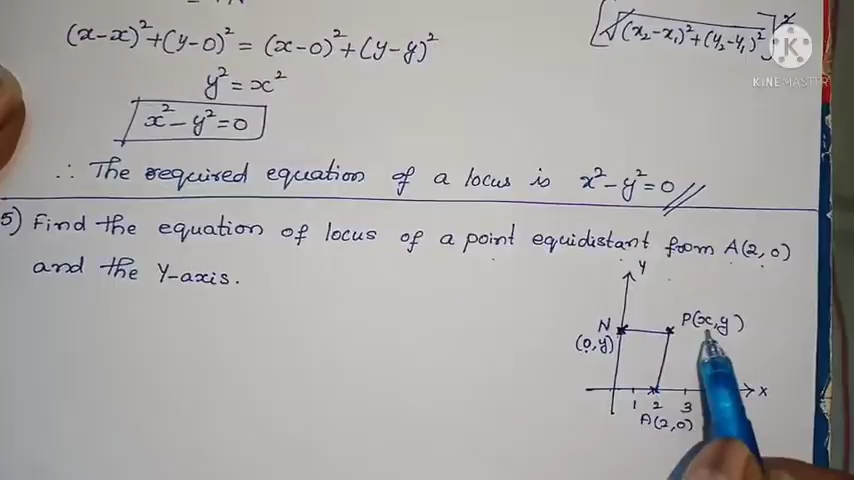 (x-x)²+(y-0)² = (x-0)²+(y-y)²
[√(x₂-x₁)²+(y₂-y₁)²]²
y² = x²
x²-y²=0
∴ The required equation of a locus is x²-y²=0 //
5) Find the equation of locus of a point equidistant from A(2,0)
and the Y-axis.
Y
N
P(x,y)
(0,y)
1 2 3
X
A(2,0)
K
KINEMASTER